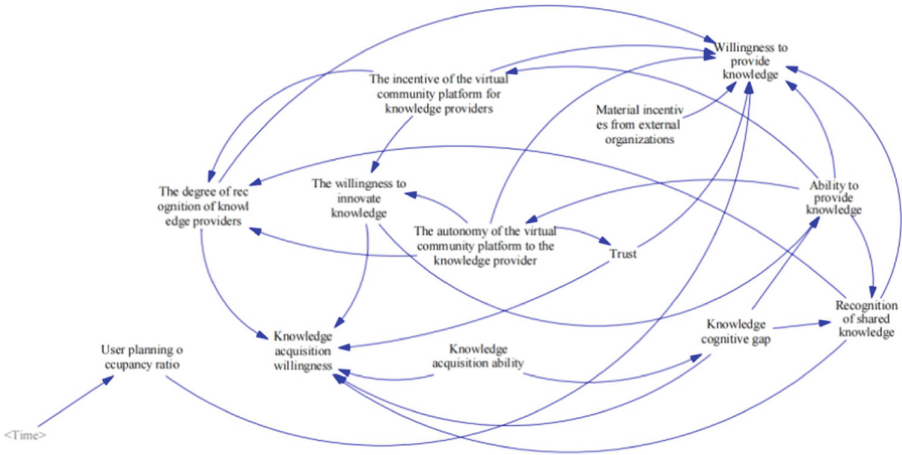 Willingness to
provide
knowledge
The incentive of the virtual
community platform for
knowledge providers
Material incentiv
es from external
organizations
The degree of rec
ognition of knowl
edge providers
The willingness to
innovate
knowledge
Ability to
provide
knowledge
The autonomy of the virtual
community platform to the
knowledge provider
Trust
Recognition
of shared
knowledge
Knowledge
cognitive gap
Knowledge
acquisition
willingness
Knowledge
acquisition ability
User planning o
ccupancy ratio
<Time>